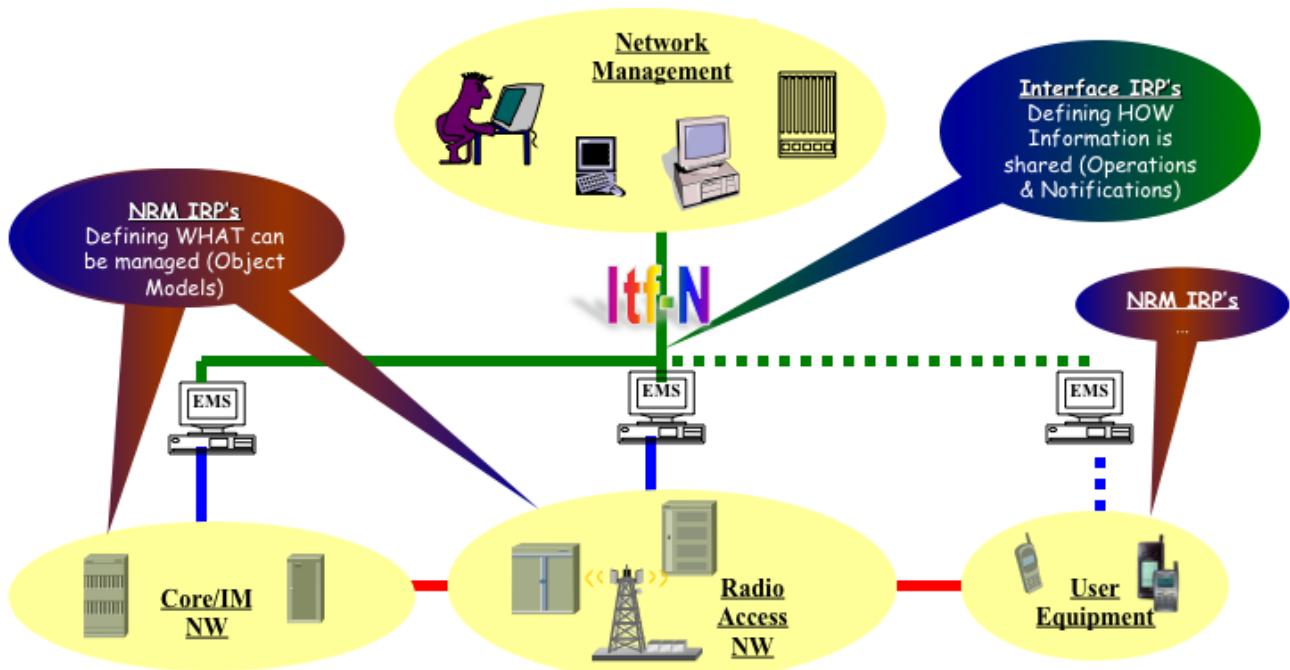 Network
Management
Interface IRP's
Defining HOW
Information is
shared (Operations
& Notifications)
NRM IRP's
Defining WHAT can
be managed (Object
Models)
Itf-N
NRM IRP's
...
EMS
EMS
EMS
Core/IM
NW
Radio
Access
NW
User
Equipment